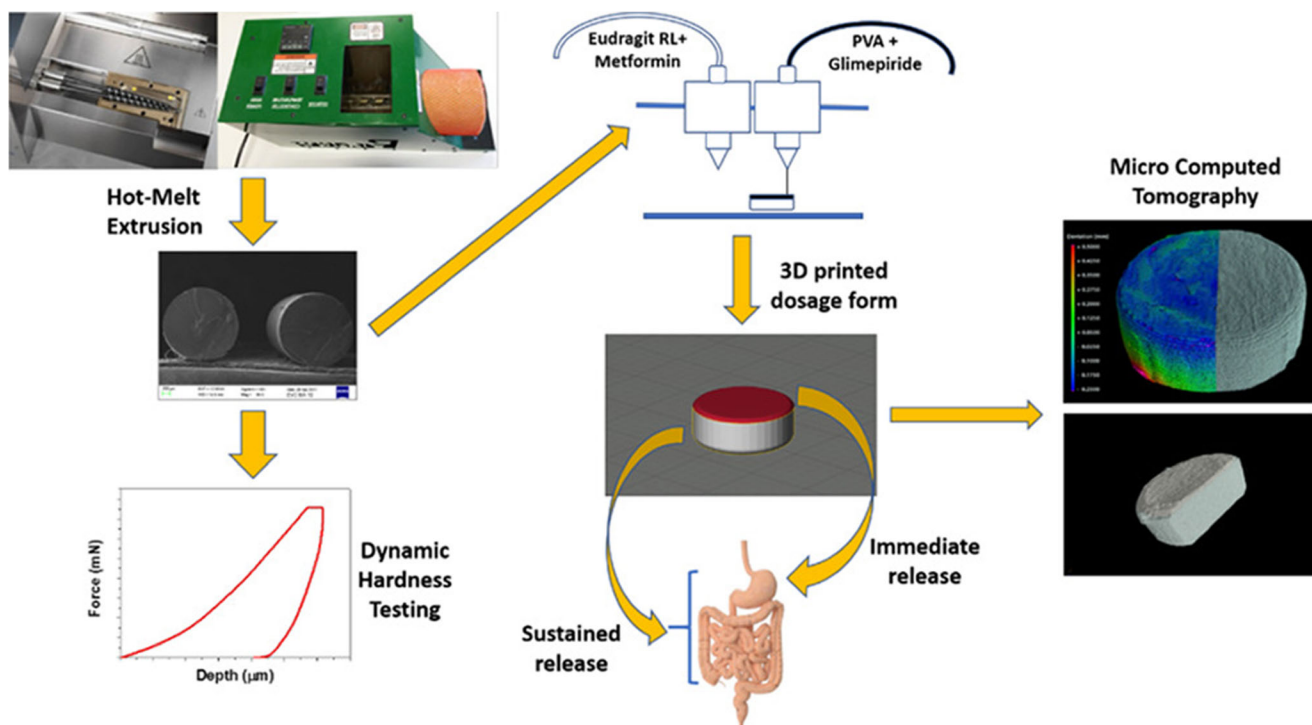 Hot-Melt
Extrusion
Eudragit RL+
Metformin
PVA +
Glimepiride
3D printed
dosage form
Micro Computed
Tomography
Force (mN)
Depth (μm)
Dynamic
Hardness
Testing
Sustained
release
Immediate
release